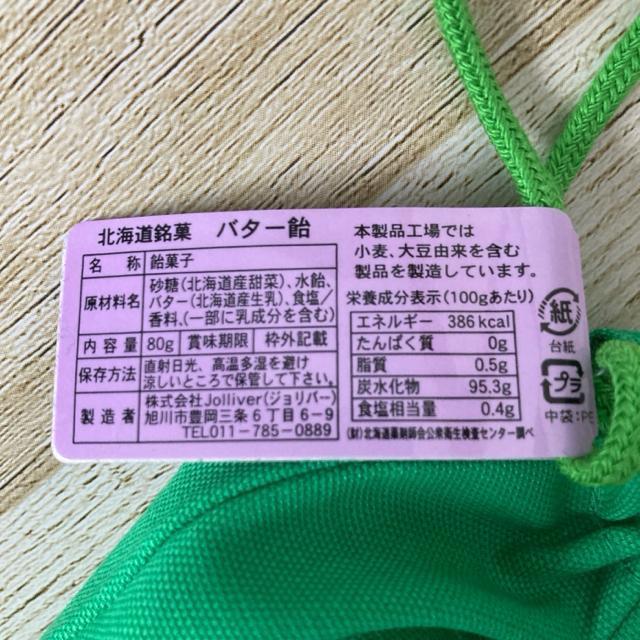 北海道銘菓 バター飴
名 称 飴菓子
原材料名 砂糖(北海道産甜菜)、水飴、
バター(北海道産生乳)、食塩/
香料、(一部に乳成分を含む)
内容量 80g 賞味期限 枠外記載
保存方法 直射日光、高温多湿を避け
涼しいところで保管して下さい。
製造者 株式会社Jolliver(ジョリバー)
旭川市豊岡三条6丁目6-9
TEL011-785-0889
本製品工場では
小麦、大豆由来を含む
製品を製造しています。
栄養成分表示(100gあたり)
エネルギー 386kcal
たんぱく質 0g
脂質 0.5g
炭水化物 95.3g
食塩相当量 0.4g
(財)北海道薬剤師会公衆衛生検査センター調べ
紙
台紙
プラ
中袋:PE